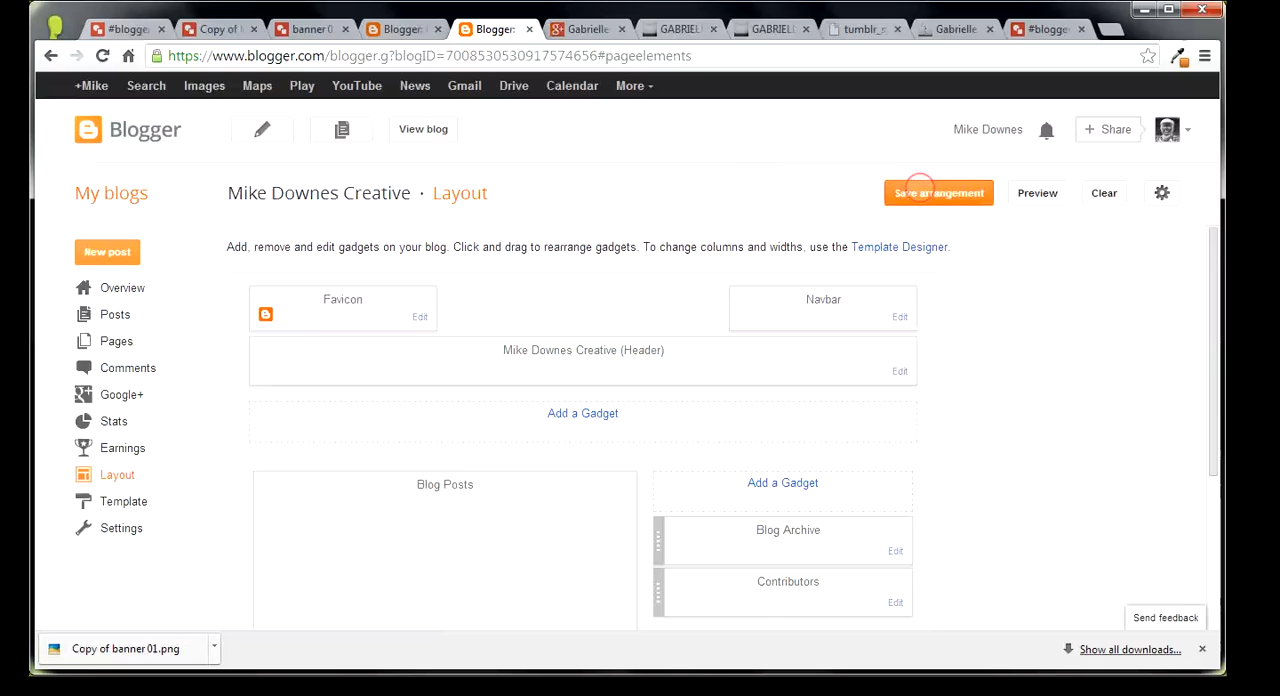 #blogge
Copy of
banner 0
Blogger:
Blogger:
Gabrielle
GABRIEL
GABRIEL
tumblr_
Gabrielle
#blogge
https://www.blogger.com/blogger.g?blogID=7008530530917574656#pageelements
+Mike Search Images Maps Play YouTube News Gmail Drive Calendar More
Blogger View blog Mike Downes + Share
My blogs Mike Downes Creative · Layout Save arrangement Preview Clear
New post
Add, remove and edit gadgets on your blog. Click and drag to rearrange gadgets. To change columns and widths, use the Template Designer.
Overview
Posts
Pages
Comments
Google+
Stats
Earnings
Layout
Template
Settings
Favicon
Edit
Navbar
Edit
Mike Downes Creative (Header)
Edit
Add a Gadget
Blog Posts
Add a Gadget
Blog Archive
Edit
Contributors
Edit
Send feedback
Copy of banner 01.png
Show all downloads...